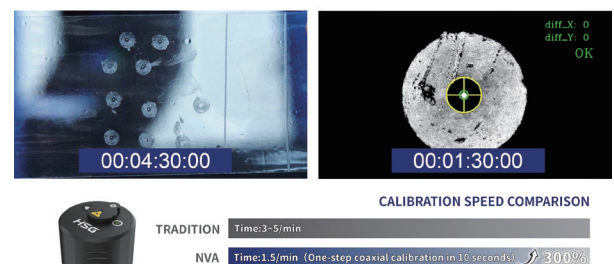 diff_X: 0
diff_Y: 0
OK
00:04:30:00
00:01:30:00
CALIBRATION SPEED COMPARISON
HSG
TRADITION Time:3~5/min
NVA Time:1.5/min (One-step coaxial calibration in 10 seconds) 300%